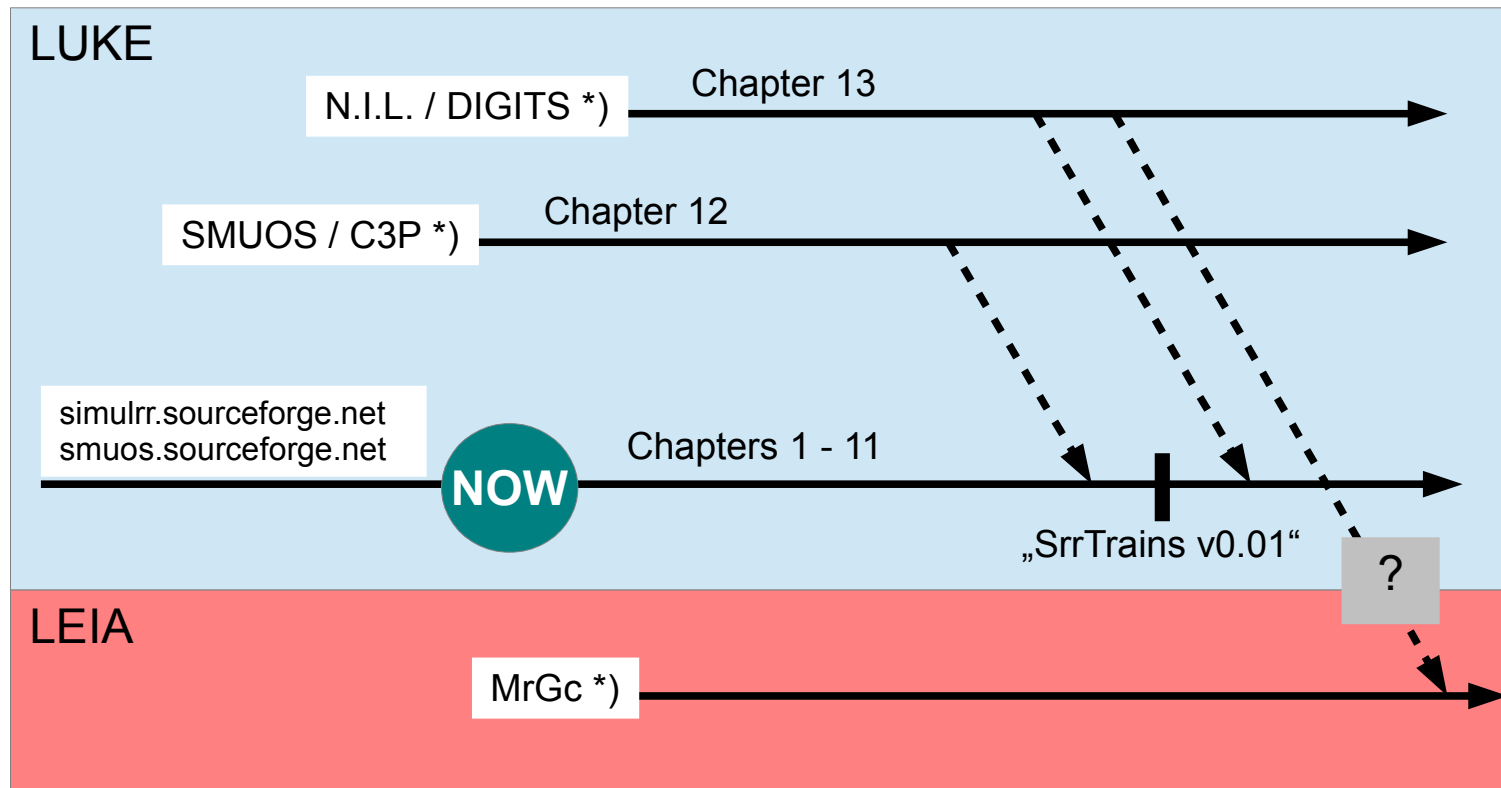 LUKE
Chapter 13
N.I.L. / DIGITS *)
Chapter 12
SMUOS / C3P *)
simulrr.sourceforge.net
smuos.sourceforge.net
NOW
Chapters 1 - 11
„SrrTrains v0.01“
?
LEIA
MrGc *)